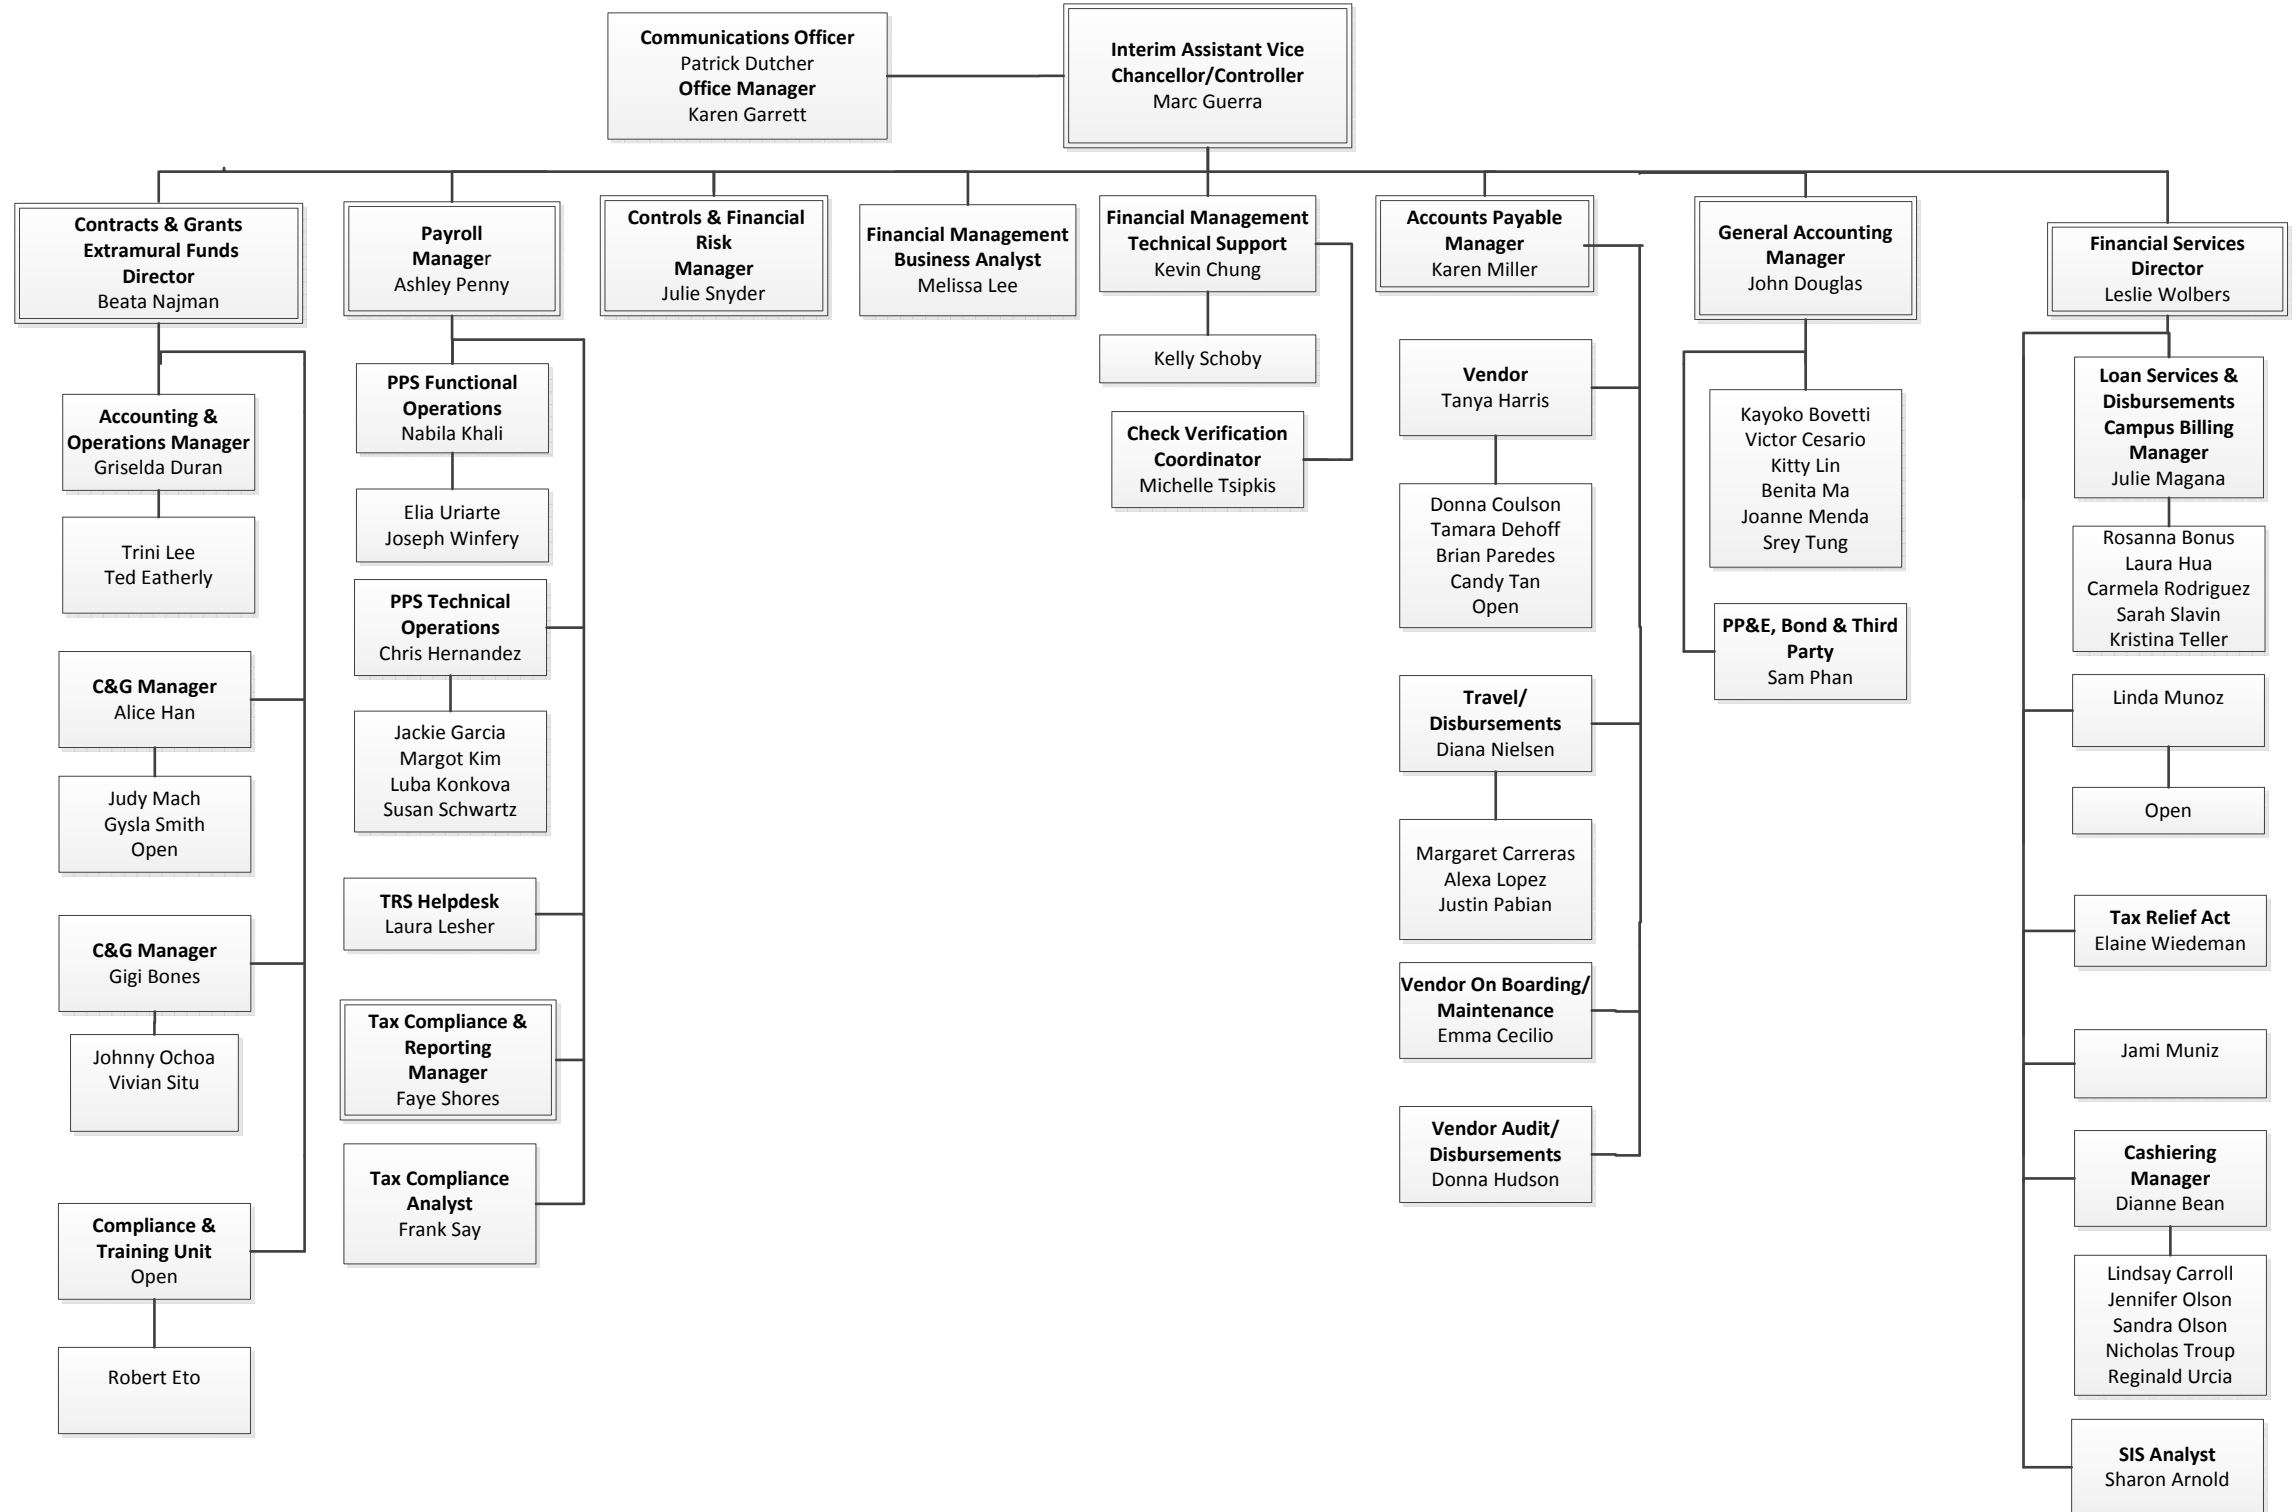 Communications Officer
Patrick Dutcher
Office Manager
Karen Garrett
Interim Assistant Vice
Chancellor/Controller
Marc Guerra
Contracts & Grants
Extramural Funds
Director
Beata Najman
Accounting &
Operations Manager
Griselda Duran
Trini Lee
Ted Eatherly
C&G Manager
Alice Han
Judy Mach
Gysla Smith
Open
C&G Manager
Gigi Bones
Johnny Ochoa
Vivian Situ
Compliance &
Training Unit
Open
Robert Eto
Payroll
Manager
Ashley Penny
PPS Functional
Operations
Nabila Khali
Elia Uriarte
Joseph Winfery
PPS Technical
Operations
Chris Hernandez
Jackie Garcia
Margot Kim
Luba Konkova
Susan Schwartz
TRS Helpdesk
Laura Lesher
Tax Compliance &
Reporting
Manager
Faye Shores
Tax Compliance
Analyst
Frank Say
Controls & Financial
Risk
Manager
Julie Snyder
Financial Management
Business Analyst
Melissa Lee
Financial Management
Technical Support
Kevin Chung
Kelly Schoby
Check Verification
Coordinator
Michelle Tsipkis
Accounts Payable
Manager
Karen Miller
Vendor
Tanya Harris
Donna Coulson
Tamara Dehoff
Brian Paredes
Candy Tan
Open
Travel/
Disbursements
Diana Nielsen
Margaret Carreras
Alexa Lopez
Justin Pabian
Vendor On Boarding/
Maintenance
Emma Cecilio
Vendor Audit/
Disbursements
Donna Hudson
General Accounting
Manager
John Douglas
Kayoko Bovetti
Victor Cesario
Kitty Lin
Benita Ma
Joanne Menda
Srey Tung
PP&E, Bond & Third
Party
Sam Phan
Financial Services
Director
Leslie Wolbers
Loan Services &
Disbursements
Campus Billing
Manager
Julie Magana
Rosanna Bonus
Laura Hua
Carmela Rodriguez
Sarah Slavin
Kristina Teller
Linda Munoz
Open
Tax Relief Act
Elaine Wiedeman
Jami Muniz
Cashiering
Manager
Dianne Bean
Lindsay Carroll
Jennifer Olson
Sandra Olson
Nicholas Troup
Reginald Urcia
SIS Analyst
Sharon Arnold